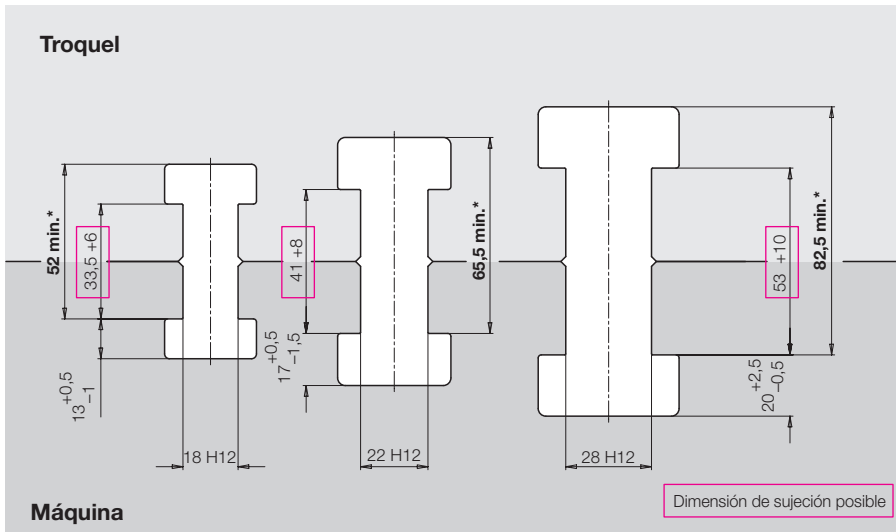 Troquel
52 min.*
33,5 +6
13 +0,5 −1
18 H12
41 +8
65,5 min.*
17 +0,5 −1,5
22 H12
53 +10
82,5 min.*
20 +2,5 −0,5
28 H12
Máquina
Dimensión de sujeción posible